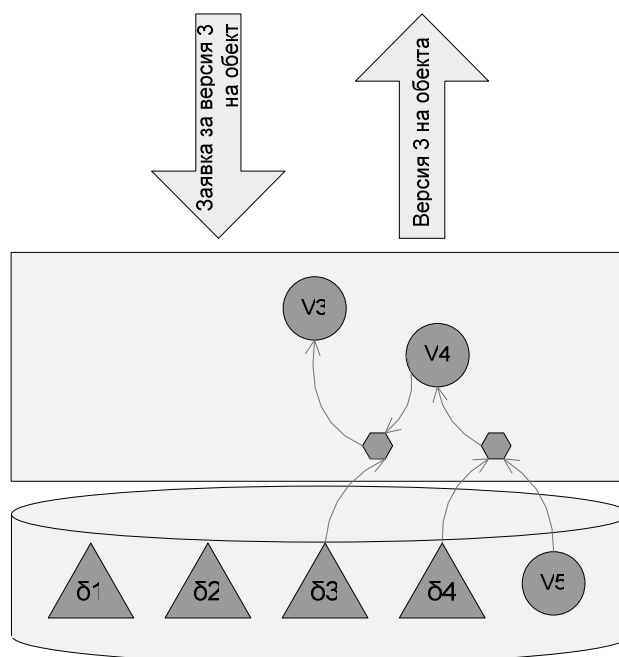 Заявка за версия 3
на обект
Версия 3 на обекта
V3
V4
δ1
δ2
δ3
δ4
V5